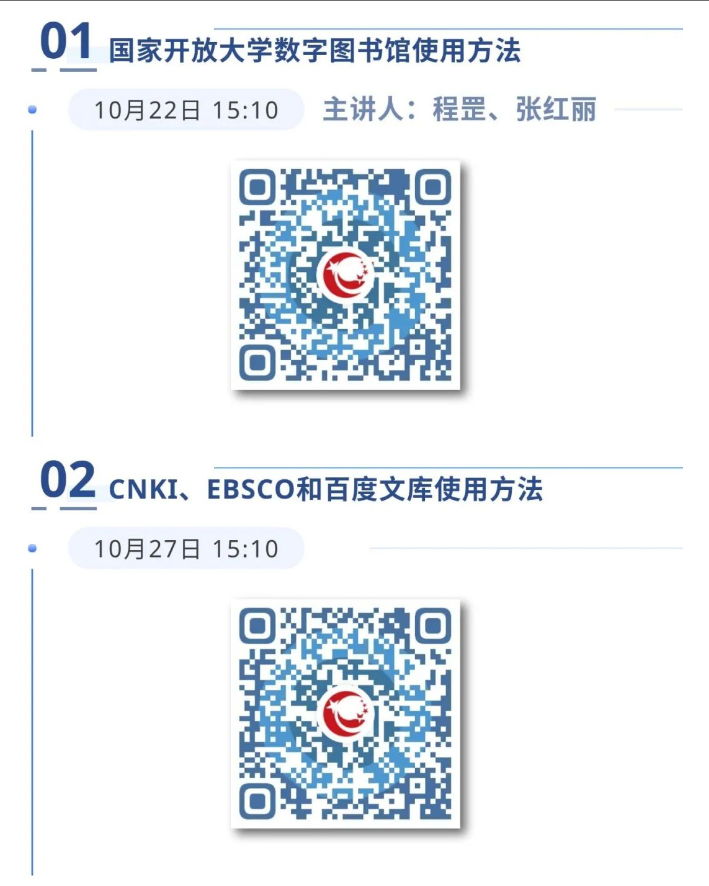 01 国家开放大学数字图书馆使用方法
10月22日 15:10 主讲人：程罡、张红丽
02 CNKI、EBSCO和百度文库使用方法
10月27日 15:10